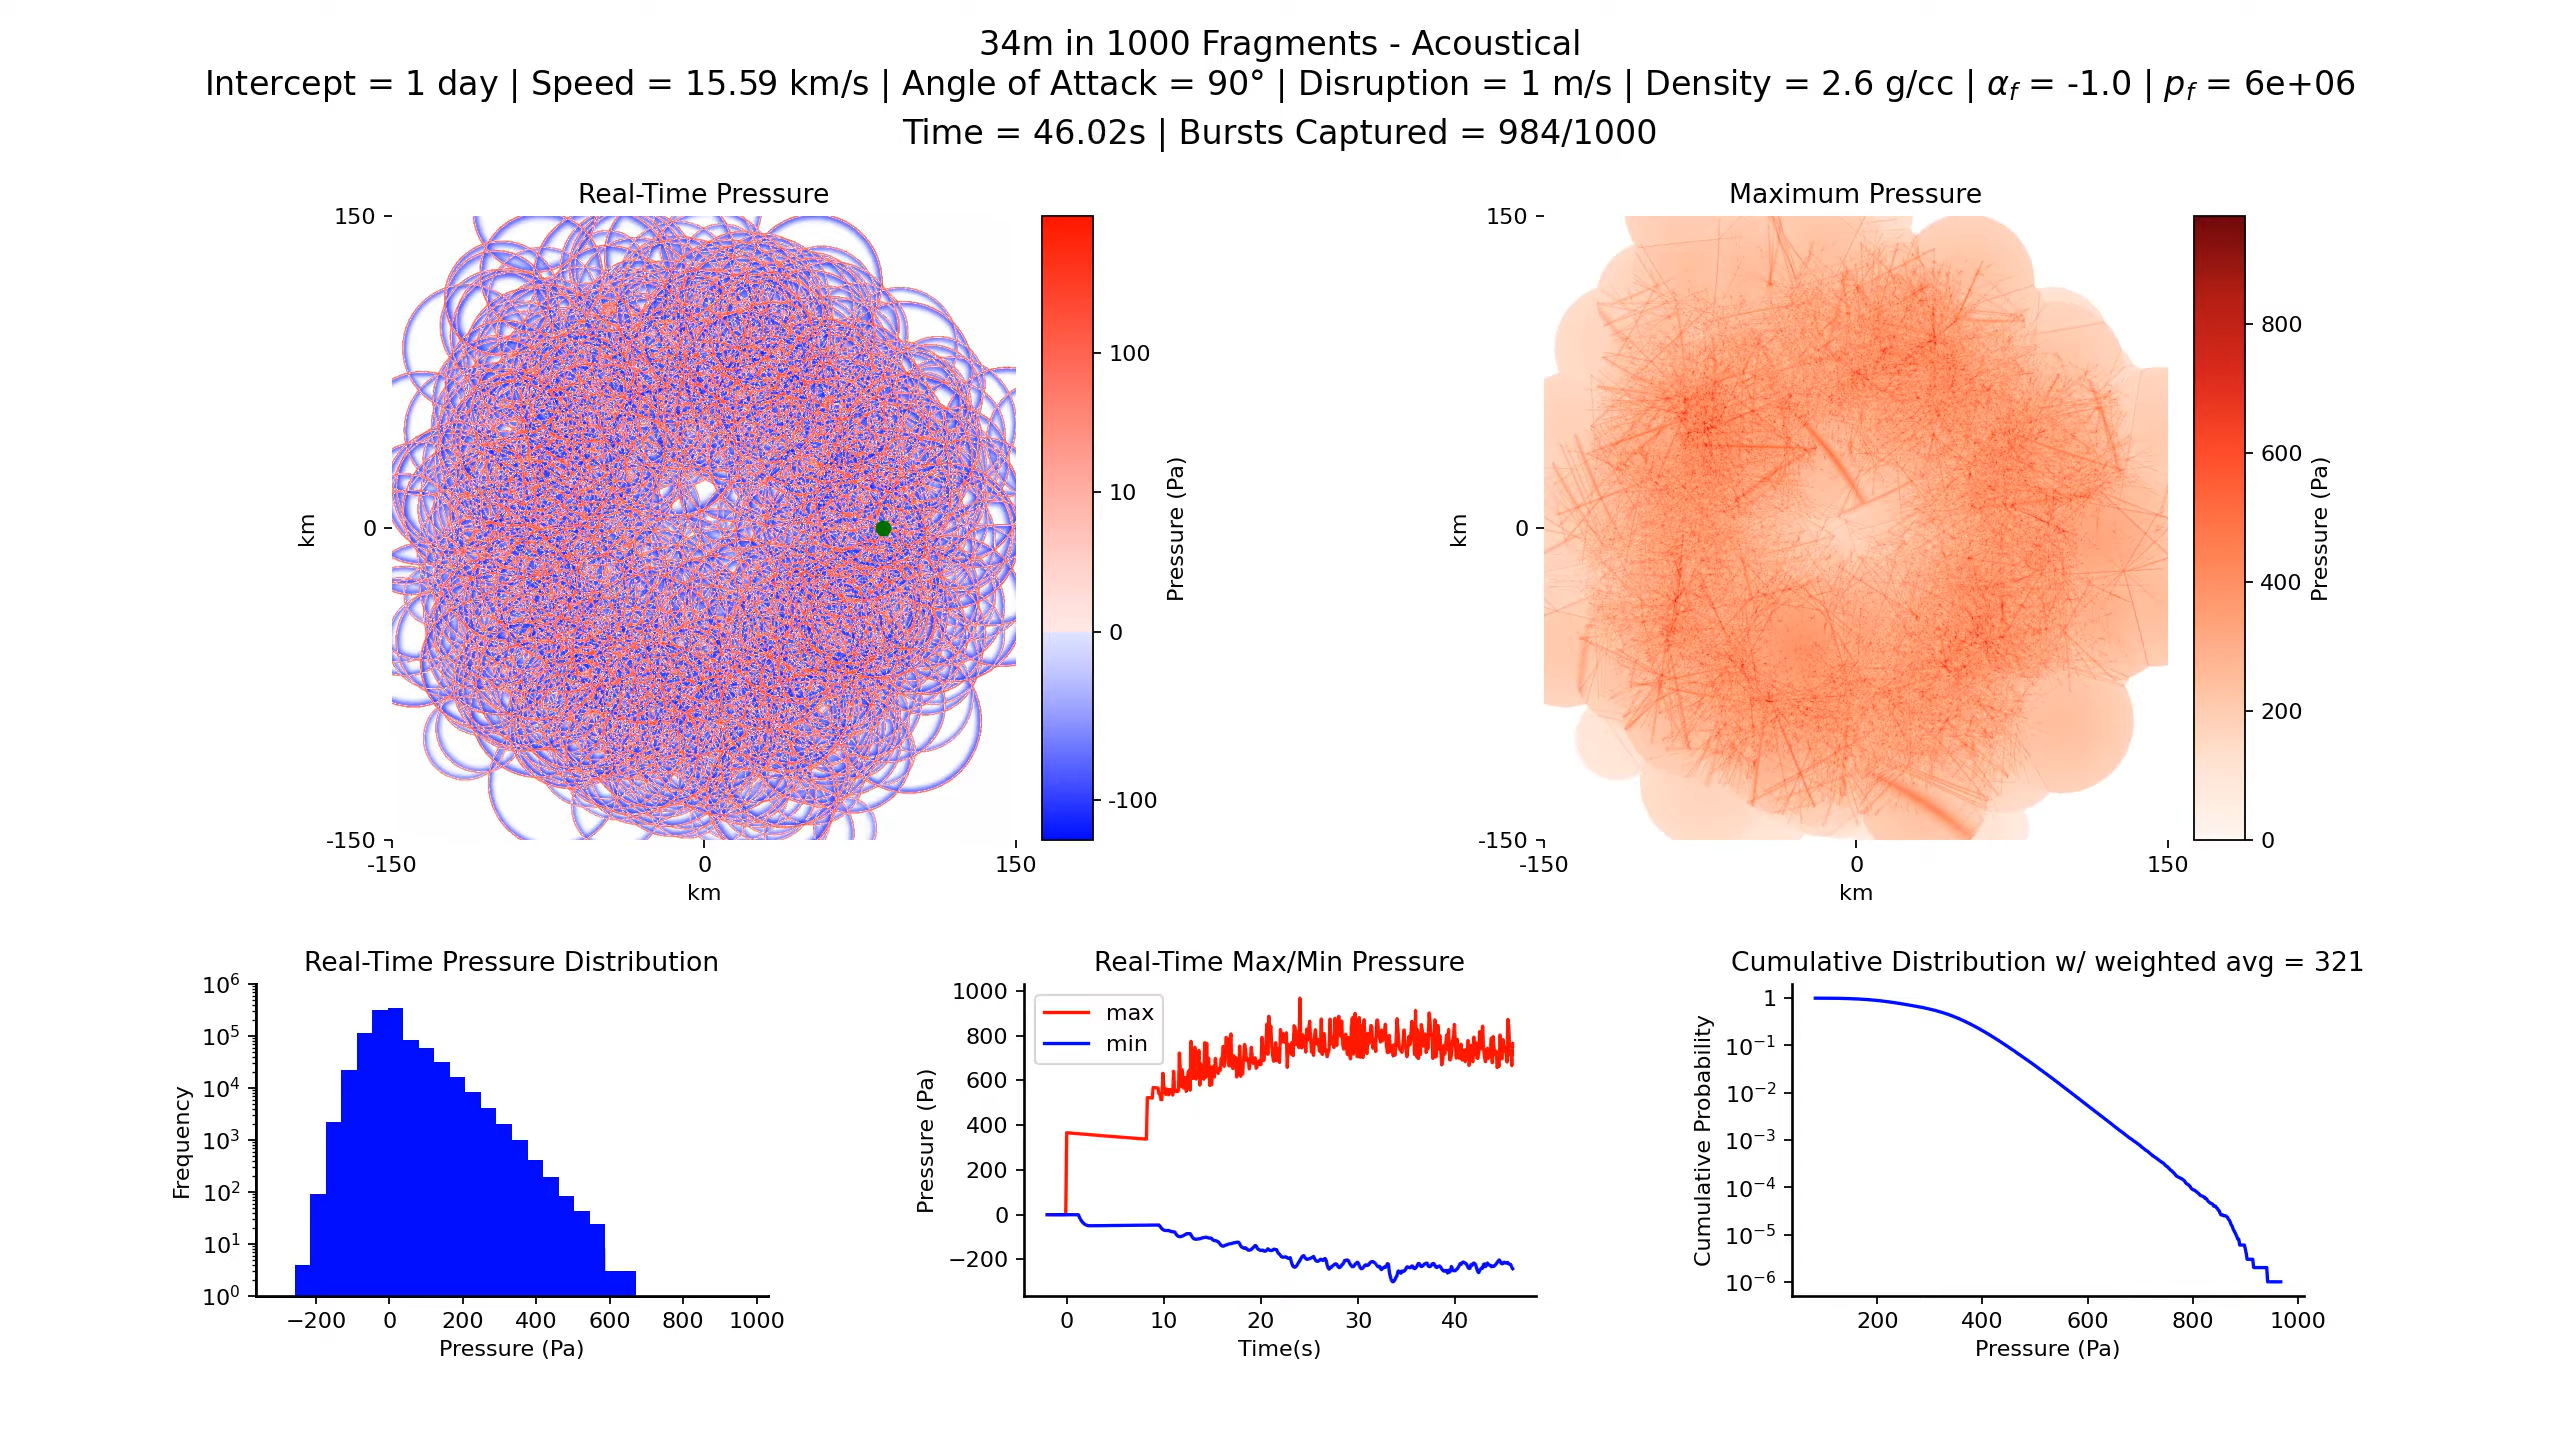 34m in 1000 Fragments - Acoustical
Intercept = 1 day | Speed = 15.59 km/s | Angle of Attack = 90° | Disruption = 1 m/s | Density = 2.6 g/cc | α_f = -1.0 | p_f = 6e+06
Time = 46.02s | Bursts Captured = 984/1000
Real-Time Pressure
150
0
-150
km
-150 0 150
km
100
10
0
-100
Pressure (Pa)
Maximum Pressure
150
0
-150
km
-150 0 150
km
800
600
400
200
0
Pressure (Pa)
Real-Time Pressure Distribution
10^6
10^5
10^4
10^3
10^2
10^1
10^0
Frequency
−200 0 200 400 600 800 1000
Pressure (Pa)
Real-Time Max/Min Pressure
max
min
1000
800
600
400
200
0
−200
Pressure (Pa)
0 10 20 30 40
Time(s)
Cumulative Distribution w/ weighted avg = 321
1
10^−1
10^−2
10^−3
10^−4
10^−5
10^−6
Cumulative Probability
200 400 600 800 1000
Pressure (Pa)